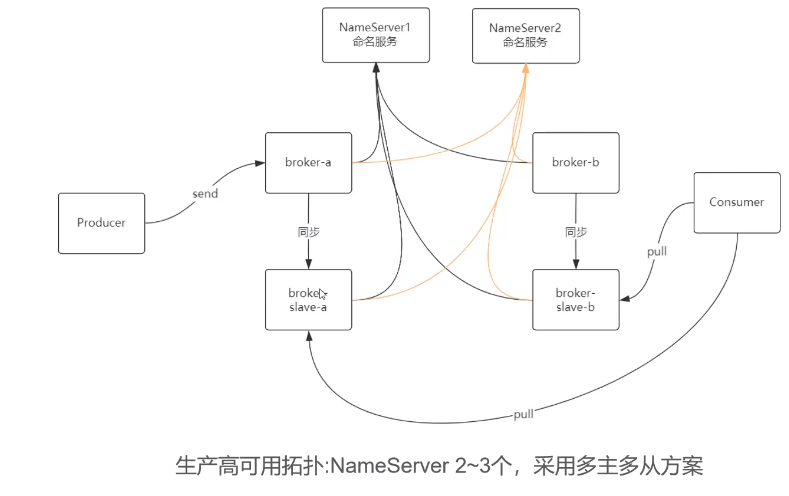 NameServer1
命名服务
NameServer2
命名服务
broker-a
broker-b
send
Producer
Consumer
同步
同步
pull
broker-
slave-a
broker-
slave-b
pull
生产高可用拓扑:NameServer 2~3个，采用多主多从方案